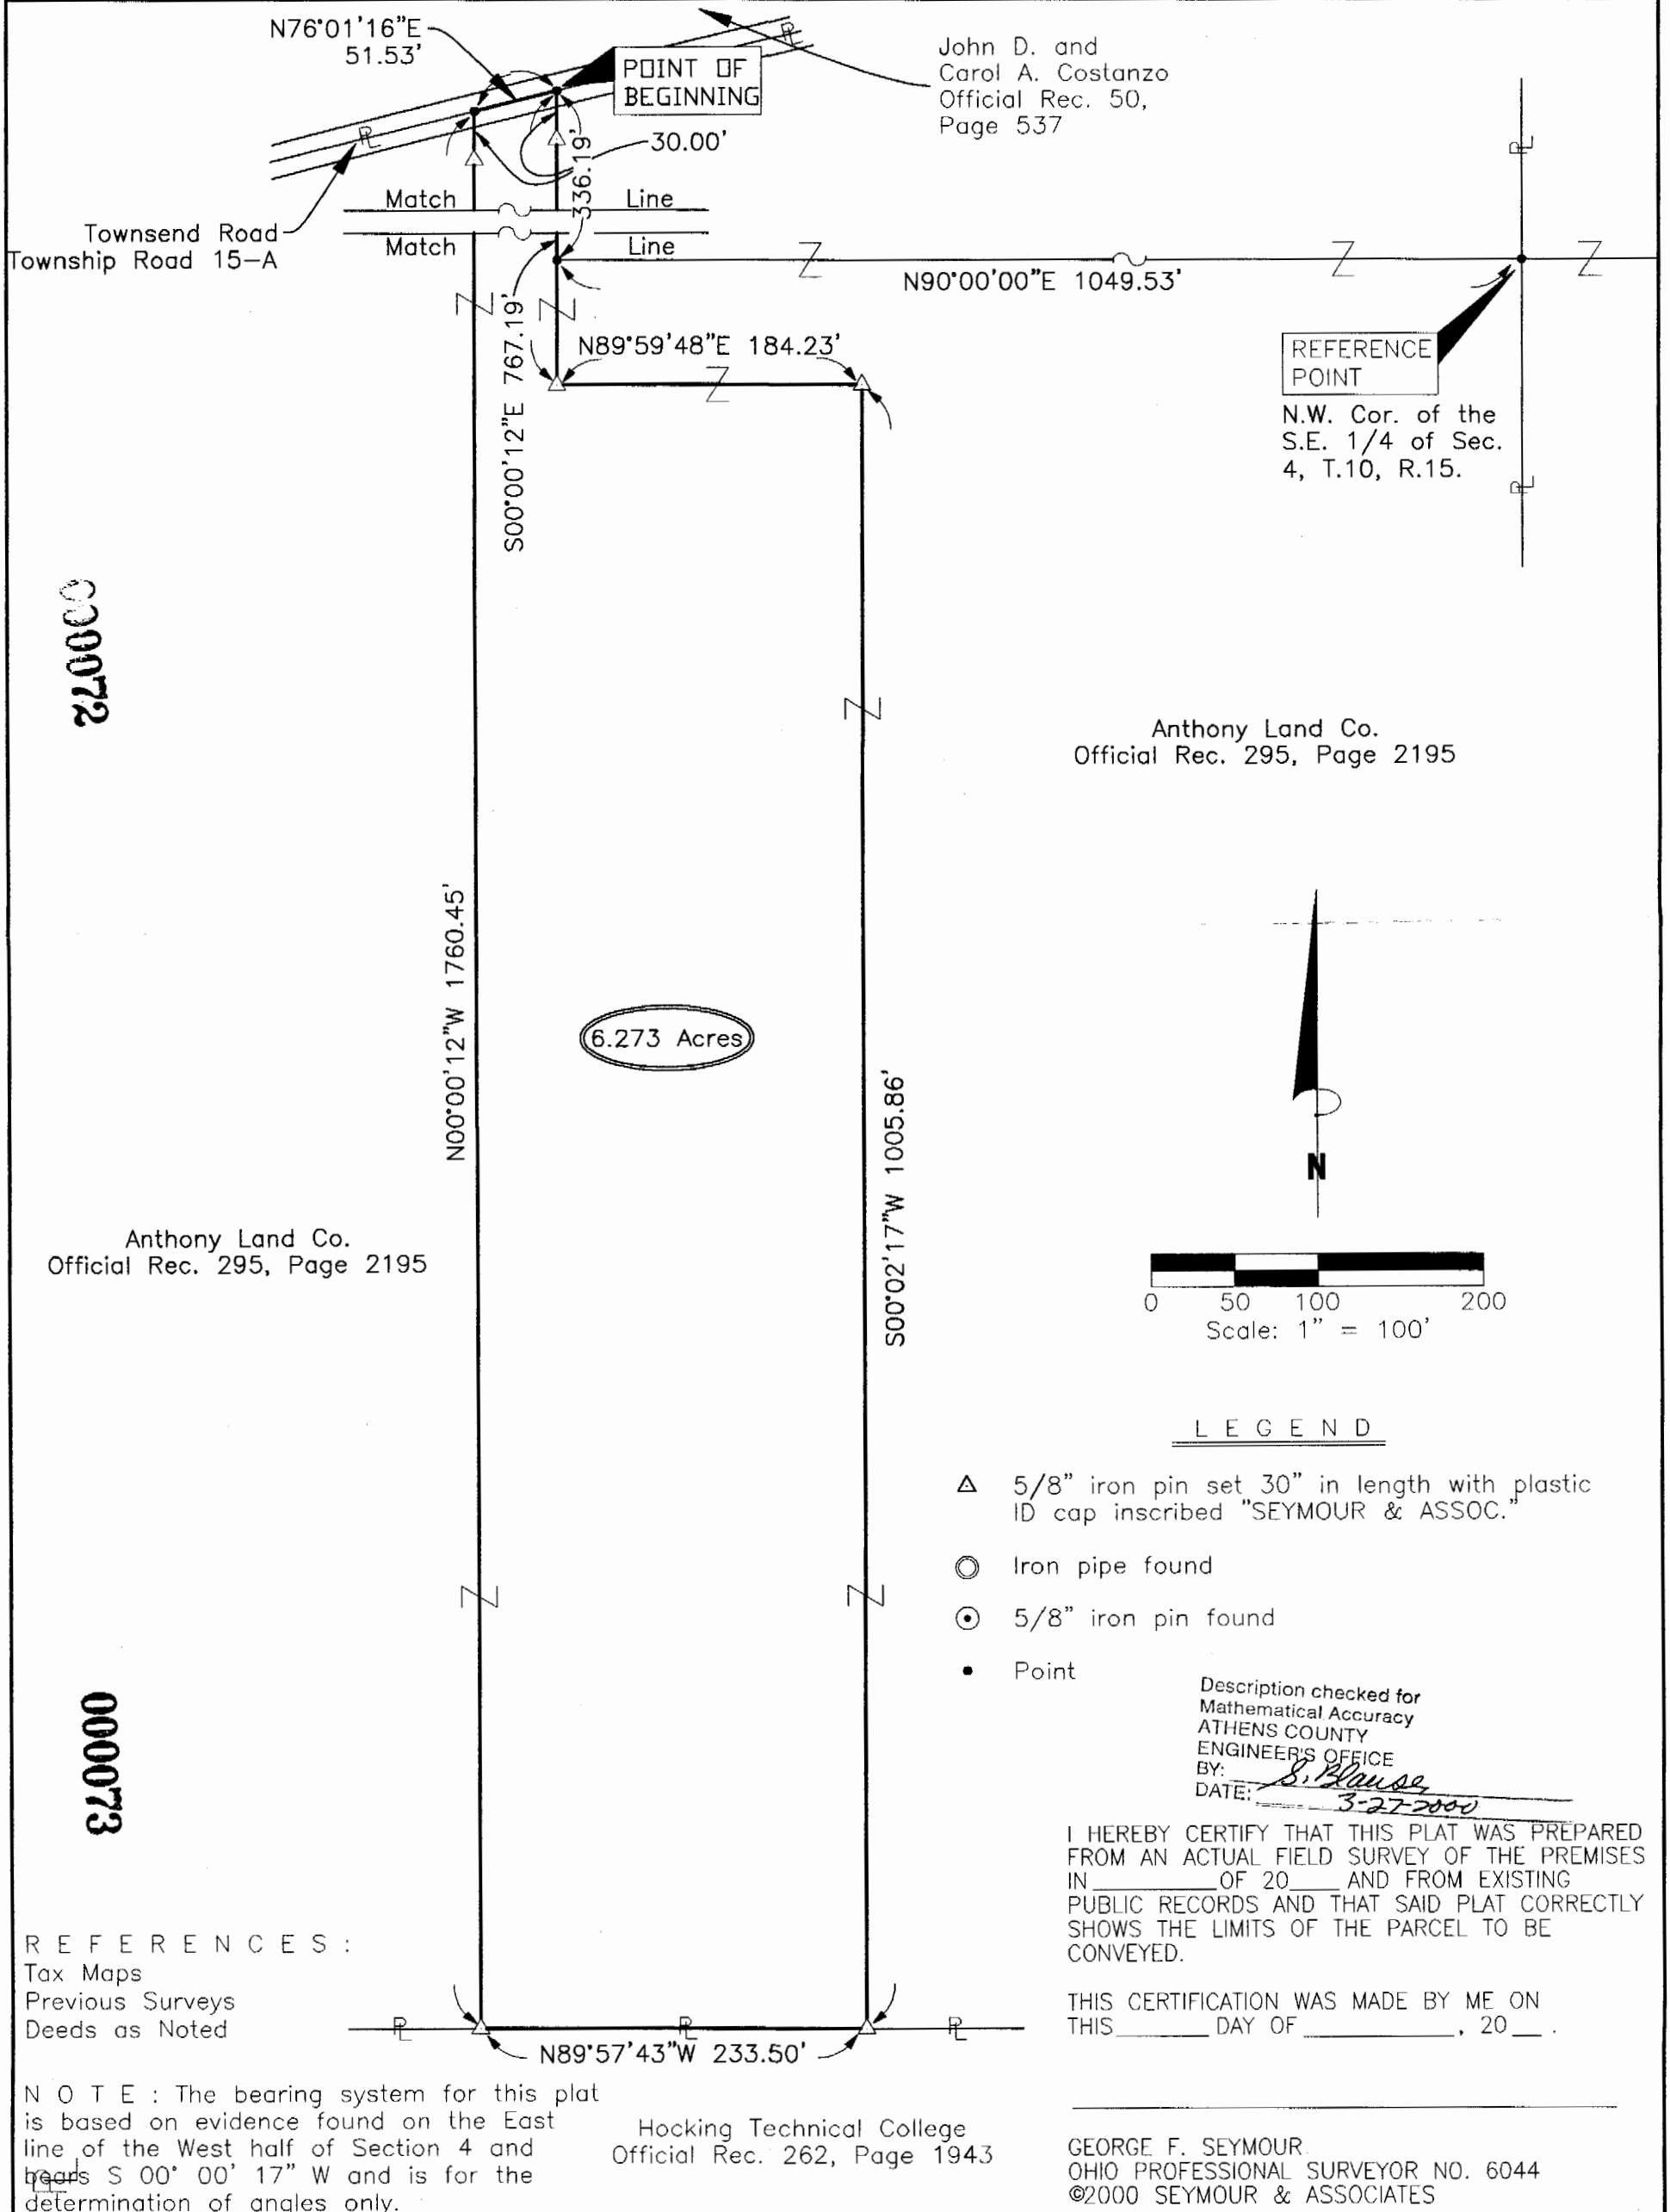 N76°01'16"E
51.53'
POINT OF
BEGINNING
John D. and
Carol A. Costanzo
Official Rec. 50,
Page 537
30.00'
336.19'
Match Line
Match Line
Townsend Road
Township Road 15-A
N90°00'00"E 1049.53'
S00°00'12"E 767.19'
N89°59'48"E 184.23'
REFERENCE
POINT
N.W. Cor. of the
S.E. 1/4 of Sec.
4, T.10, R.15.
000072
Anthony Land Co.
Official Rec. 295, Page 2195
N00°00'12"W 1760.45'
6.273 Acres
S00°02'17"W 1005.86'
N
Anthony Land Co.
Official Rec. 295, Page 2195
0 50 100 200
Scale: 1" = 100'
LEGEND
5/8" iron pin set 30" in length with plastic
ID cap inscribed "SEYMOUR & ASSOC."
Iron pipe found
5/8" iron pin found
Point
Description checked for
Mathematical Accuracy
ATHENS COUNTY
ENGINEER'S OFFICE
BY: S. Blauser
DATE: 3-27-2000
000073
I HEREBY CERTIFY THAT THIS PLAT WAS PREPARED
FROM AN ACTUAL FIELD SURVEY OF THE PREMISES
IN ________ OF 20___ AND FROM EXISTING
PUBLIC RECORDS AND THAT SAID PLAT CORRECTLY
SHOWS THE LIMITS OF THE PARCEL TO BE
CONVEYED.
THIS CERTIFICATION WAS MADE BY ME ON
THIS ______ DAY OF __________, 20__.
REFERENCES:
Tax Maps
Previous Surveys
Deeds as Noted
N89°57'43"W 233.50'
NOTE: The bearing system for this plat
is based on evidence found on the East
line of the West half of Section 4 and
bears S 00° 00' 17" W and is for the
determination of angles only.
Hocking Technical College
Official Rec. 262, Page 1943
GEORGE F. SEYMOUR
OHIO PROFESSIONAL SURVEYOR NO. 6044
©2000 SEYMOUR & ASSOCIATES